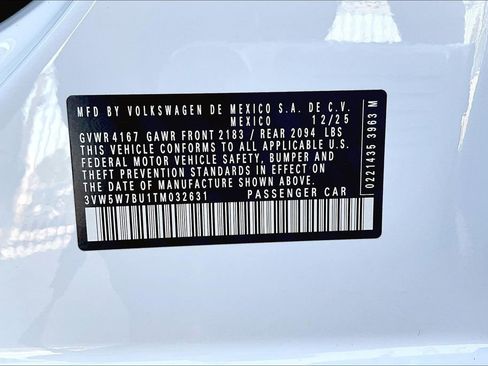 MFD BY VOLKSWAGEN DE MEXICO S.A. DE C.V.
MEXICO 12/25
GVWR 4167 GAWR FRONT 2183 / REAR 2094 LBS
THIS VEHICLE CONFORMS TO ALL APPLICABLE U.S.
FEDERAL MOTOR VEHICLE SAFETY, BUMPER AND
THEFT PREVENTION STANDARDS IN EFFECT ON
THE DATE OF MANUFACTURE SHOWN ABOVE.
3VW5W7BU1TM032631 PASSENGER CAR
0221435 3963 M